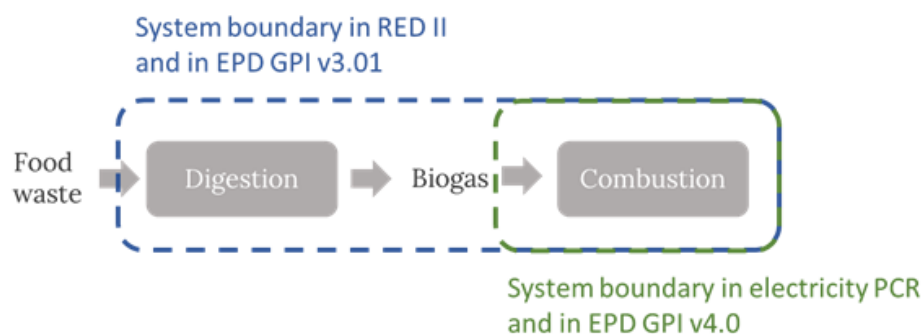 System boundary in RED II
and in EPD GPI v3.01
Food
waste
Digestion
Biogas
Combustion
System boundary in electricity PCR
and in EPD GPI v4.0